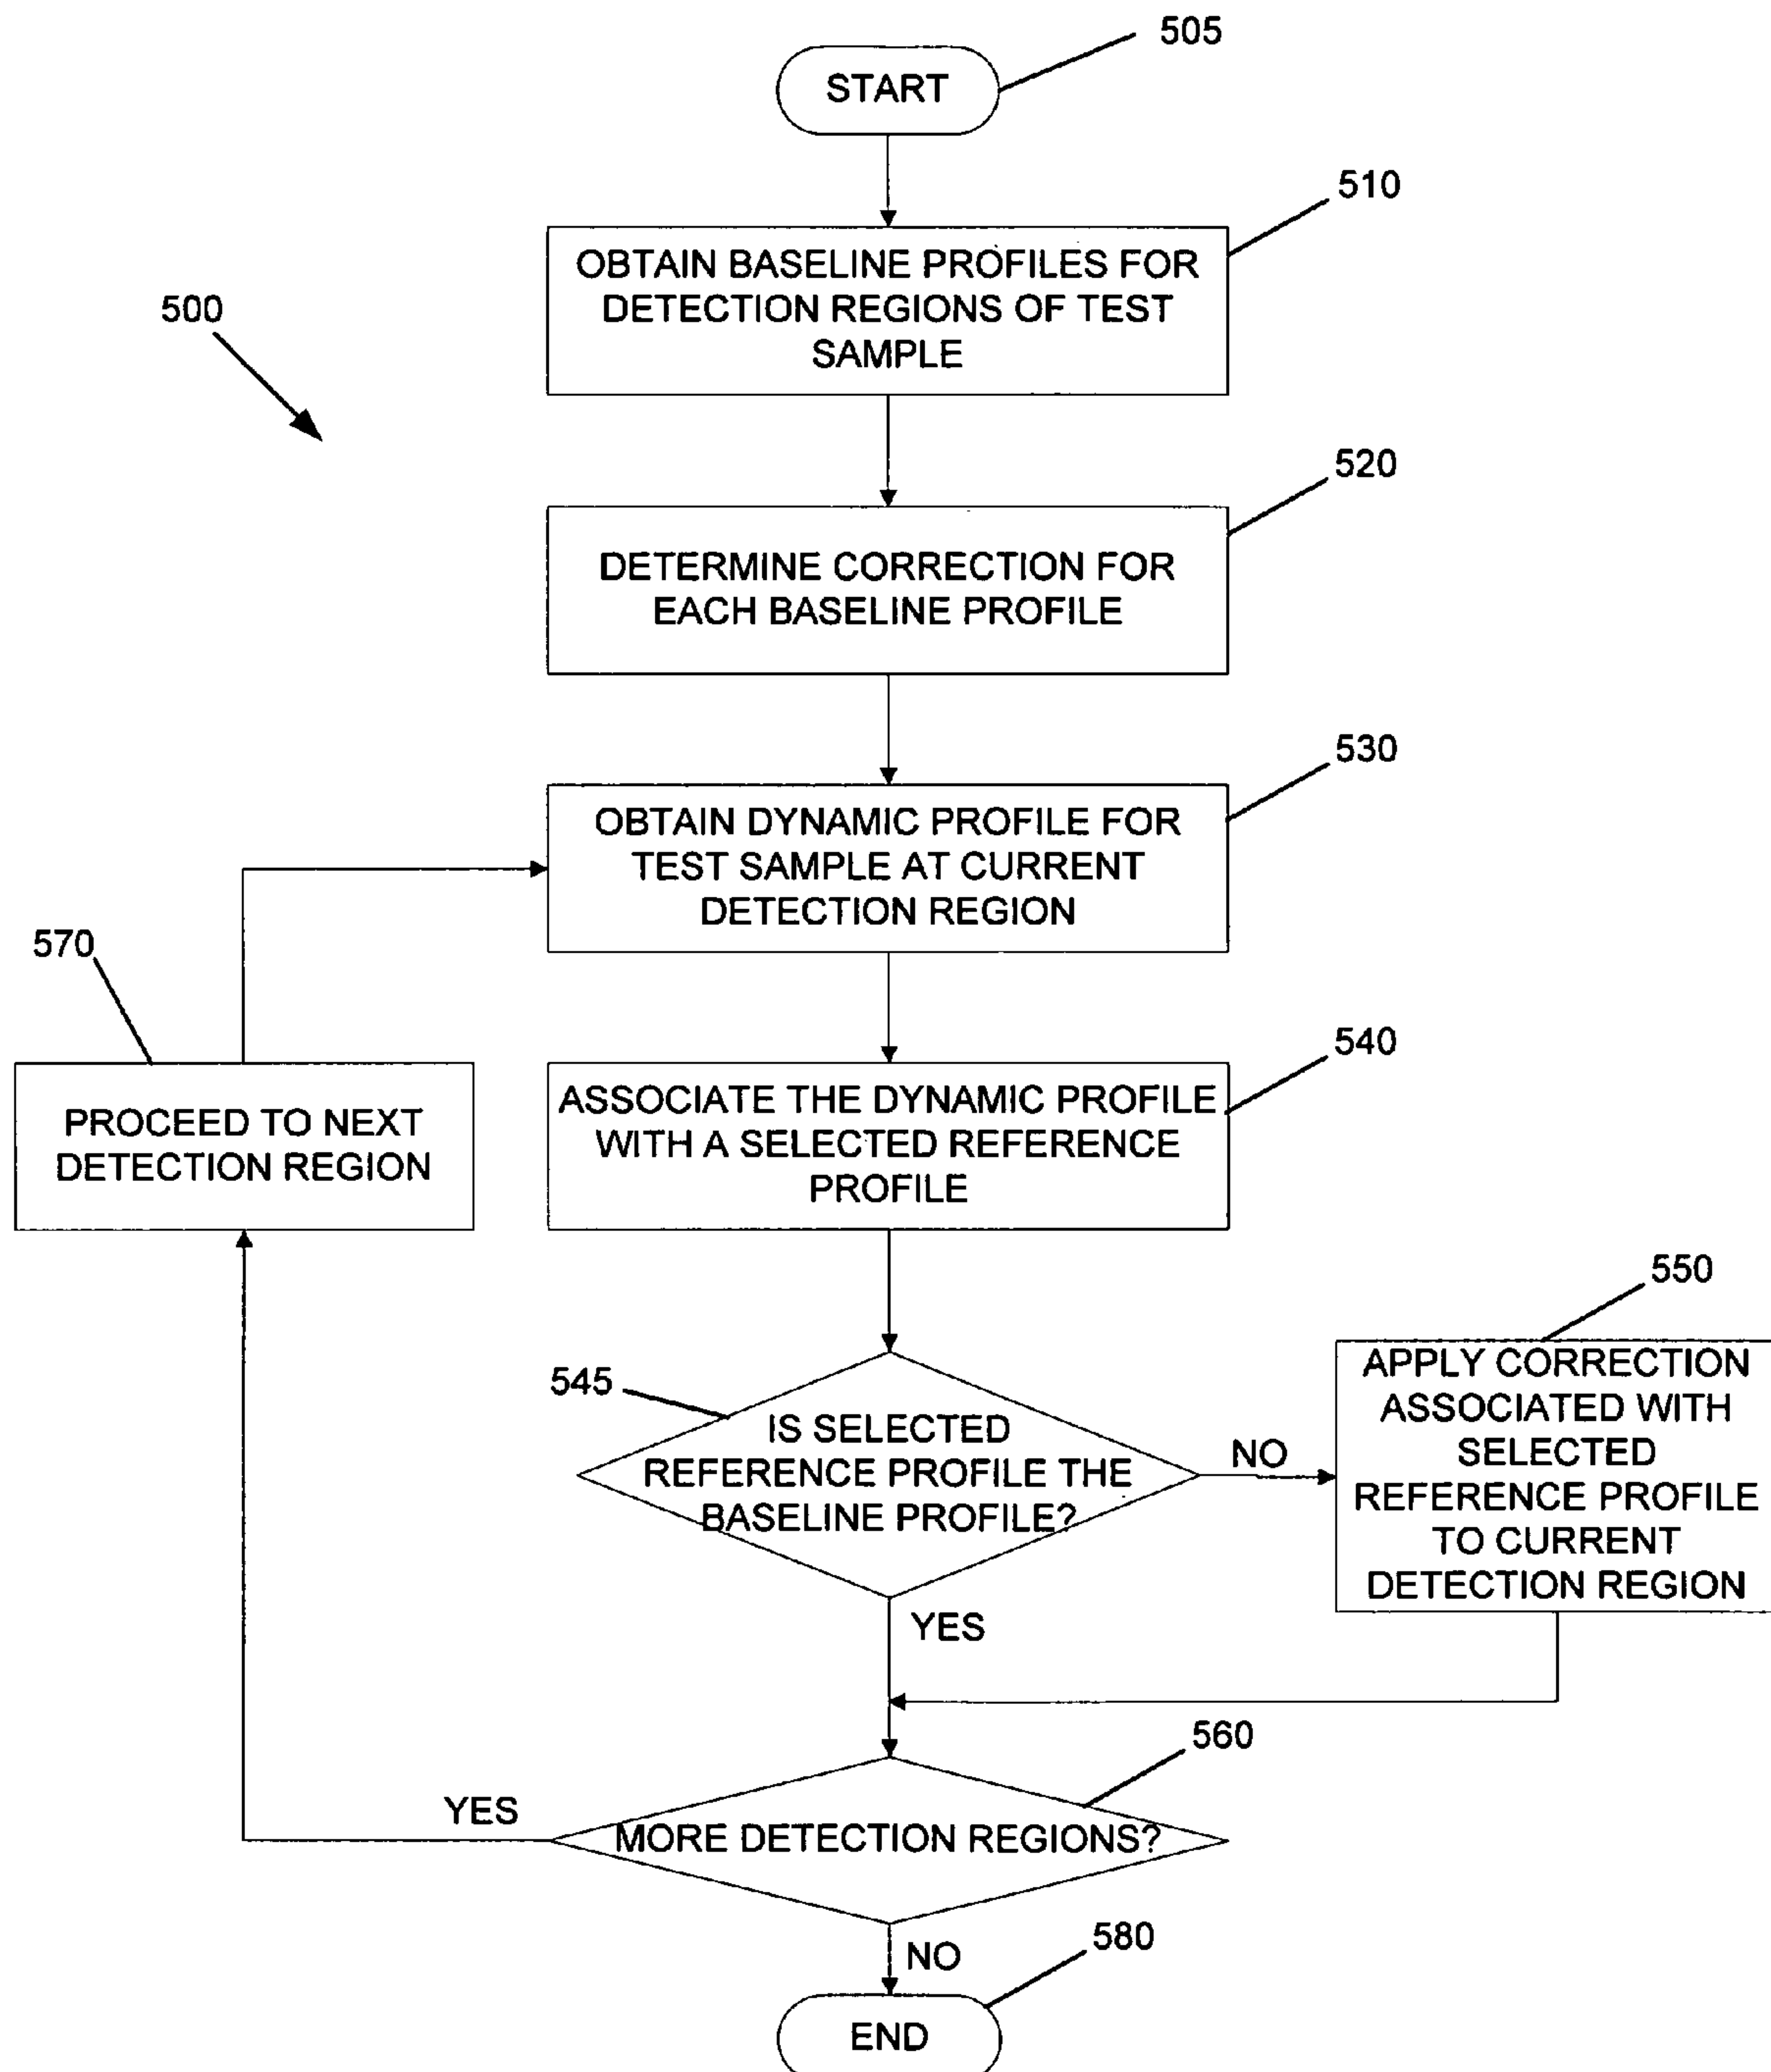 505
START
510
OBTAIN BASELINE PROFILES FOR
DETECTION REGIONS OF TEST
SAMPLE
500
520
DETERMINE CORRECTION FOR
EACH BASELINE PROFILE
530
OBTAIN DYNAMIC PROFILE FOR
TEST SAMPLE AT CURRENT
DETECTION REGION
570
PROCEED TO NEXT
DETECTION REGION
540
ASSOCIATE THE DYNAMIC PROFILE
WITH A SELECTED REFERENCE
PROFILE
545
IS SELECTED
REFERENCE PROFILE THE
BASELINE PROFILE?
NO
550
APPLY CORRECTION
ASSOCIATED WITH
SELECTED
REFERENCE PROFILE
TO CURRENT
DETECTION REGION
YES
560
YES
MORE DETECTION REGIONS?
NO
580
END